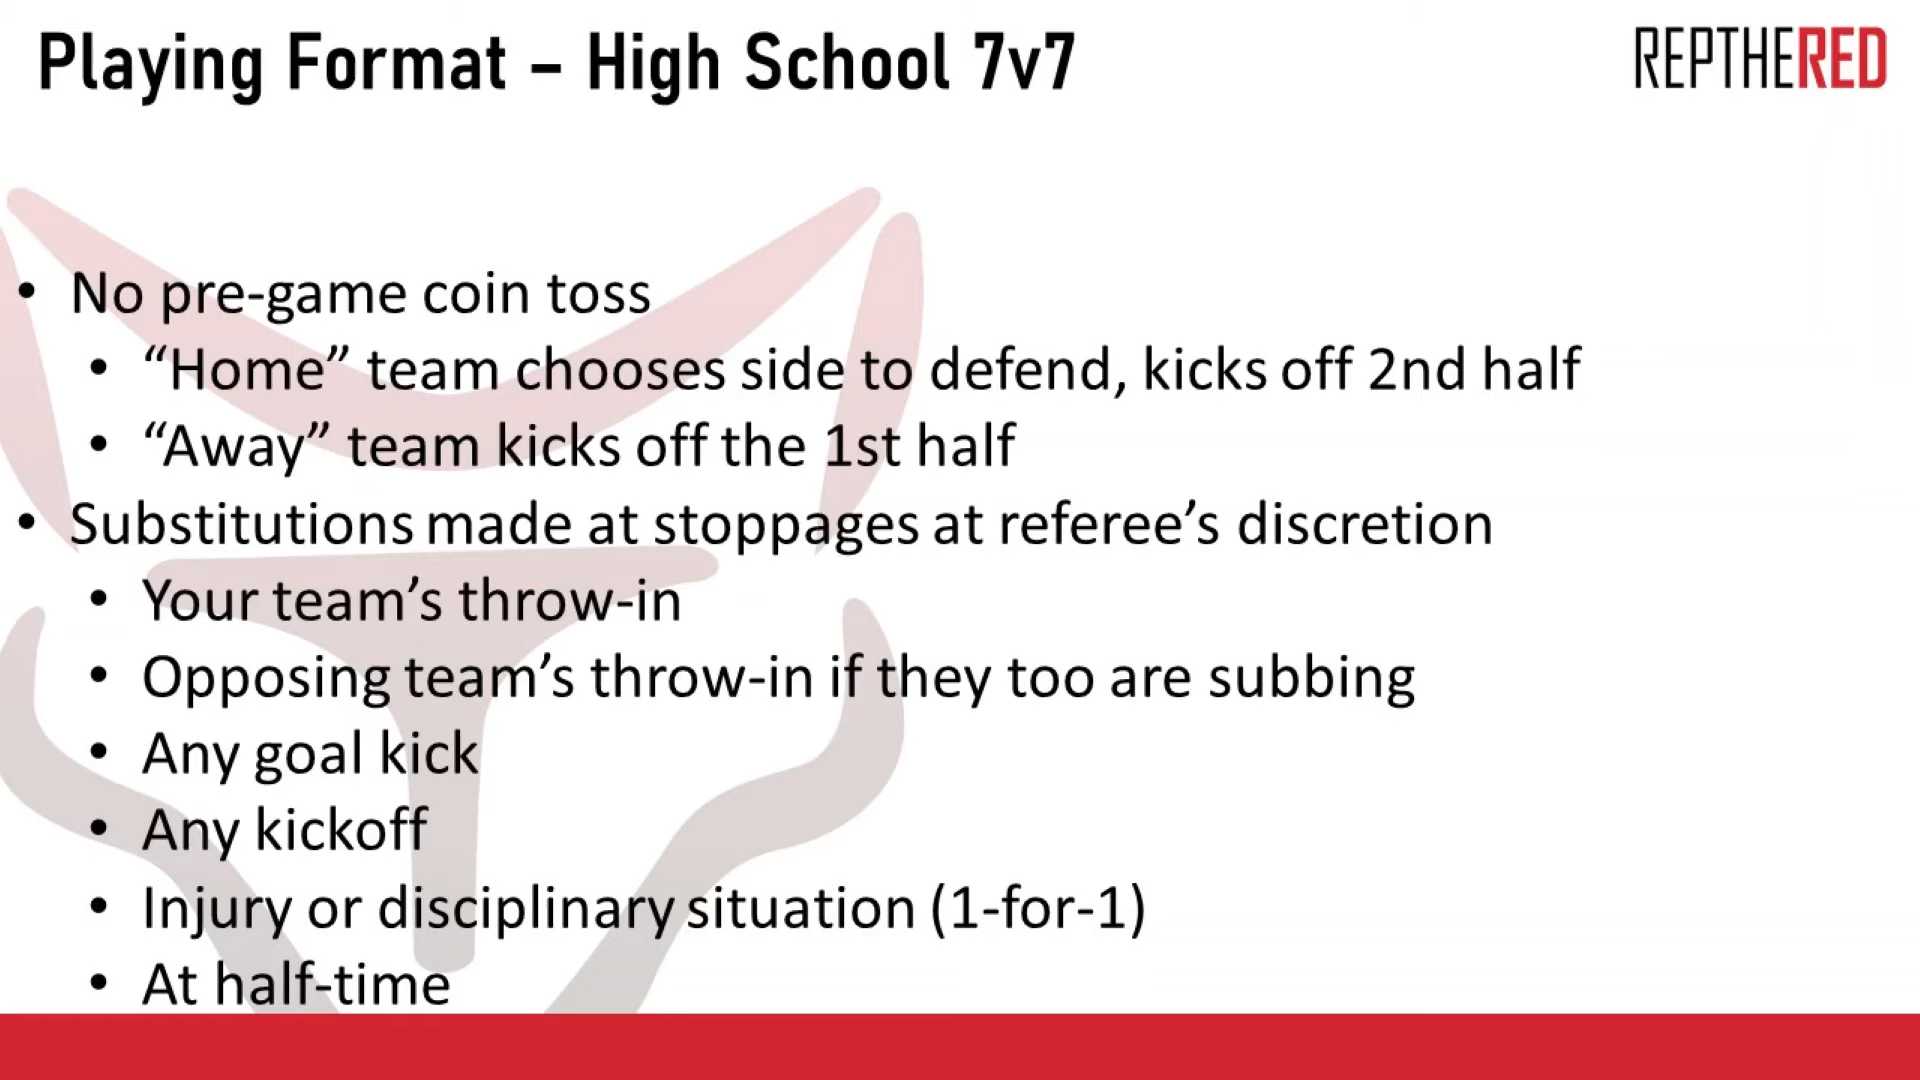 Playing Format – High School 7v7
REPTHERED
• No pre-game coin toss
• “Home” team chooses side to defend, kicks off 2nd half
• “Away” team kicks off the 1st half
• Substitutions made at stoppages at referee’s discretion
• Your team’s throw-in
• Opposing team’s throw-in if they too are subbing
• Any goal kick
• Any kickoff
• Injury or disciplinary situation (1-for-1)
• At half-time